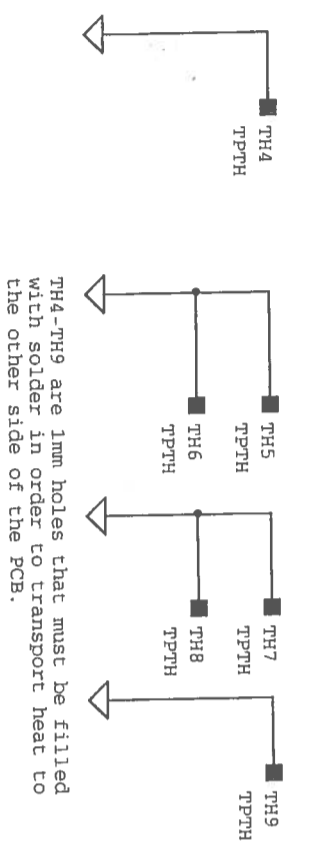 TH4
TPTH
TH5
TPTH
TH6
TPTH
TH7
TPTH
TH8
TPTH
TH9
TPTH
TH4-TH9 are 1mm holes that must be filled
with solder in order to transport heat to
the other side of the PCB.